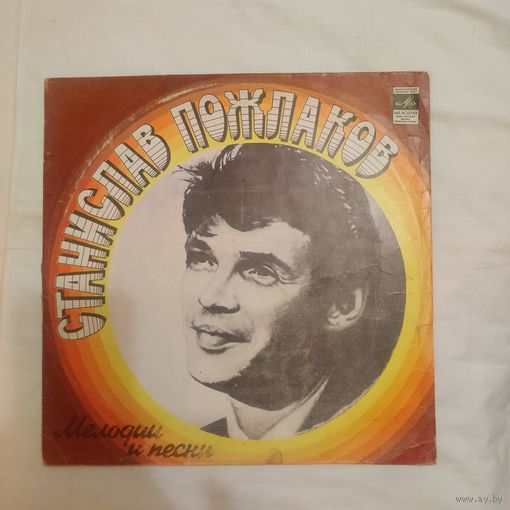 СТАНИСЛАВ ПОЖЛАКОВ
МЕЛОДИЯ
Мелодии
и песни
www.ay.by